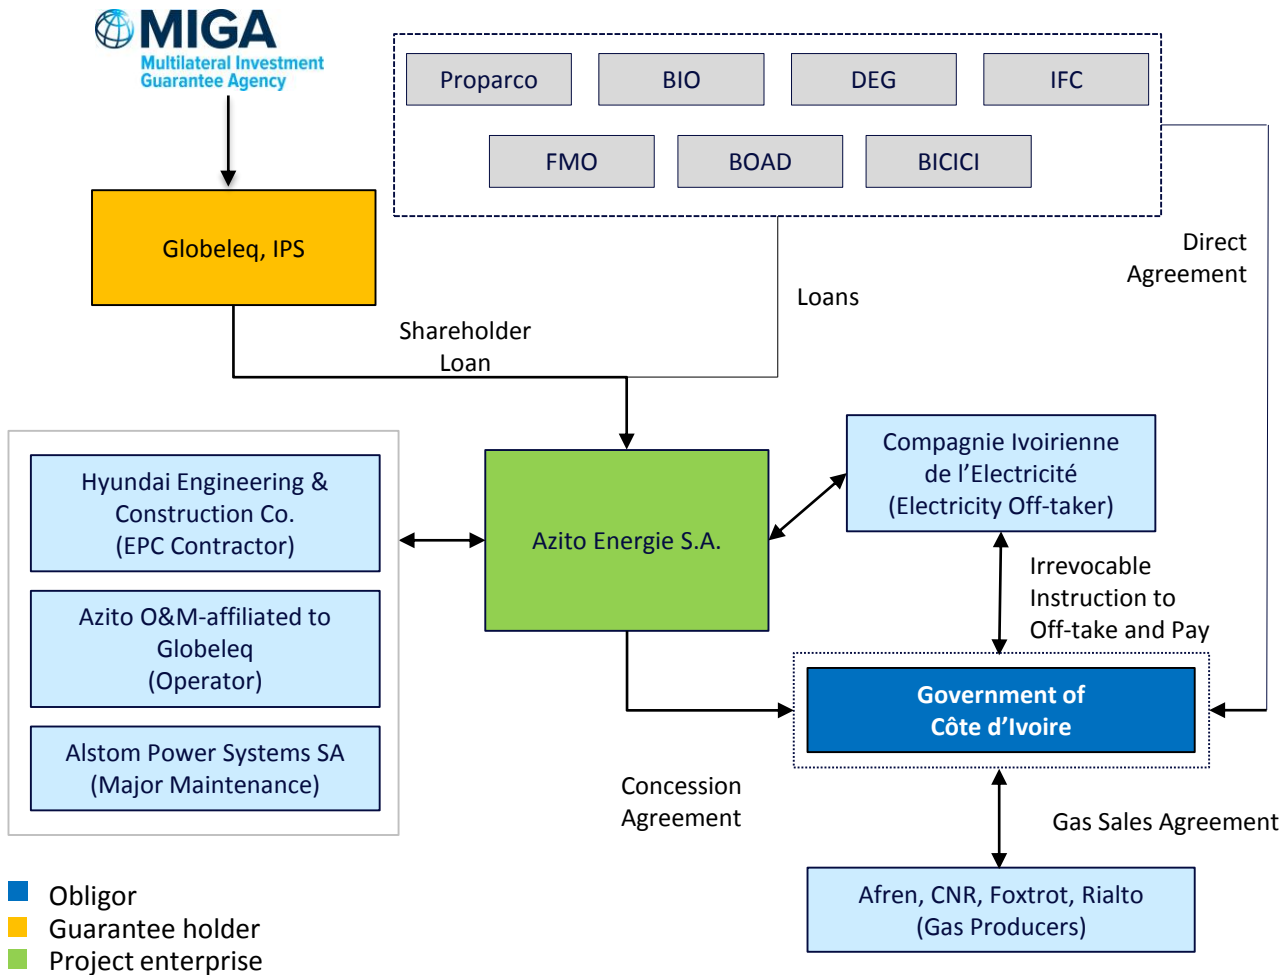 MIGA
Multilateral Investment
Guarantee Agency
Proparco
BIO
DEG
IFC
FMO
BOAD
BICICI
Globeleq, IPS
Direct
Agreement
Loans
Shareholder
Loan
Hyundai Engineering &
Construction Co.
(EPC Contractor)
Azito O&M-affiliated to
Globeleq
(Operator)
Alstom Power Systems SA
(Major Maintenance)
Azito Energie S.A.
Compagnie Ivoirienne
de l’Electricité
(Electricity Off-taker)
Irrevocable
Instruction to
Off-take and Pay
Government of
Côte d’Ivoire
Concession
Agreement
Gas Sales Agreement
Afren, CNR, Foxtrot, Rialto
(Gas Producers)
Obligor
Guarantee holder
Project enterprise